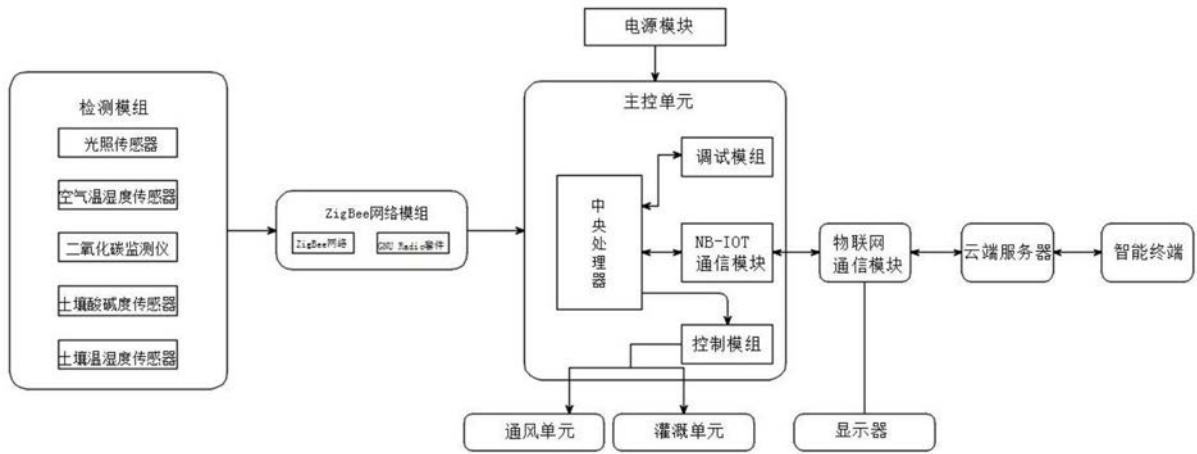 电源模块
检测模组
光照传感器
空气温湿度传感器
二氧化碳监测仪
土壤酸碱度传感器
土壤温湿度传感器
ZigBee网络模组
ZigBee网络
GNU Radio套件
主控单元
中央处理器
调试模组
NB-IOT
通信模块
控制模组
物联网
通信模块
云端服务器
智能终端
通风单元
灌溉单元
显示器